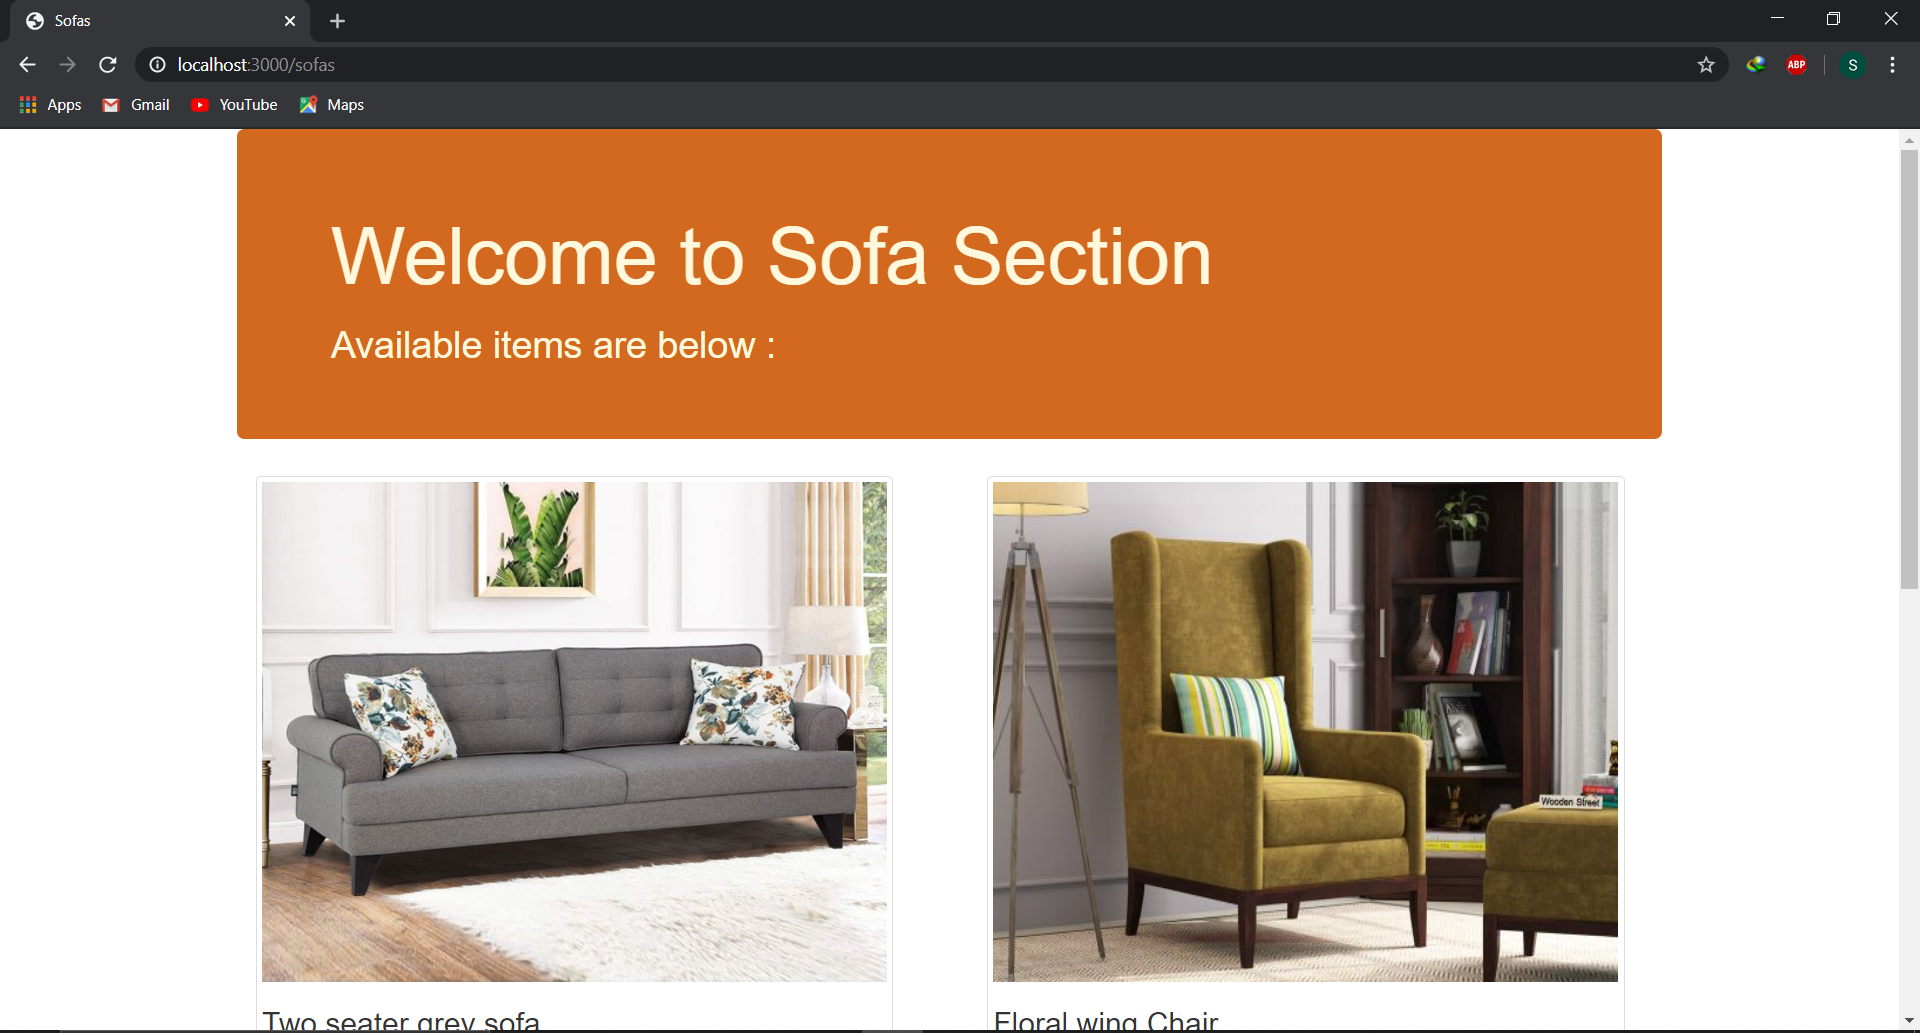 Sofas
localhost:3000/sofas
ABP
S
Apps
Gmail
YouTube
Maps
Welcome to Sofa Section
Available items are below :
Wooden Street
Two seater grey sofa
Floral wing Chair